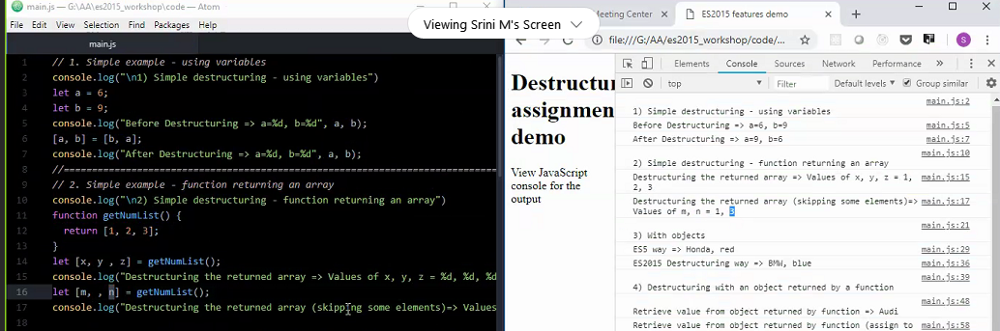 main.js — G:\AA\es2015_workshop\code — Atom
File Edit View Selection Find Packages
Viewing Srini M's Screen
main.js
1 // 1. Simple example - using variables
2 console.log("\n1) Simple destructuring - using variables")
3 let a = 6;
4 let b = 9;
5 console.log("Before Destructuring => a=%d, b=%d", a, b);
6 [a, b] = [b, a];
7 console.log("After Destructuring => a=%d, b=%d", a, b);
8 //=====================================================================
9 // 2. Simple example - function returning an array
10 console.log("\n2) Simple destructuring - function returning an array")
11 function getNumList() {
12 return [1, 2, 3];
13 }
14 let [x, y , z] = getNumList();
15 console.log("Destructuring the returned array => Values of x, y, z = %d, %d, %d
16 let [m, , n] = getNumList();
17 console.log("Destructuring the returned array (skipping some elements)=> Values
18
Meeting Center
ES2015 features demo
file:///G:/AA/es2015_workshop/code/...
S
Destructu
assignmen
demo
View JavaScript
console for the
output
Elements Console Sources Network Performance
top Filter Default levels Group similar
main.js:2
1) Simple destructuring - using variables
Before Destructuring => a=6, b=9 main.js:5
After Destructuring => a=9, b=6 main.js:7
main.js:10
2) Simple destructuring - function returning an array
Destructuring the returned array => Values of x, y, z = 1, main.js:15
2, 3
Destructuring the returned array (skipping some elements)=> main.js:17
Values of m, n = 1, 3
main.js:21
3) With objects
ES5 way => Honda, red main.js:29
ES2015 Destructuring way => BMW, blue main.js:36
main.js:39
4) Destructuring with an object returned by a function
main.js:48
Retrieve value from object returned by function => Audi
Retrieve value from object returned by function (assign to main.js:58